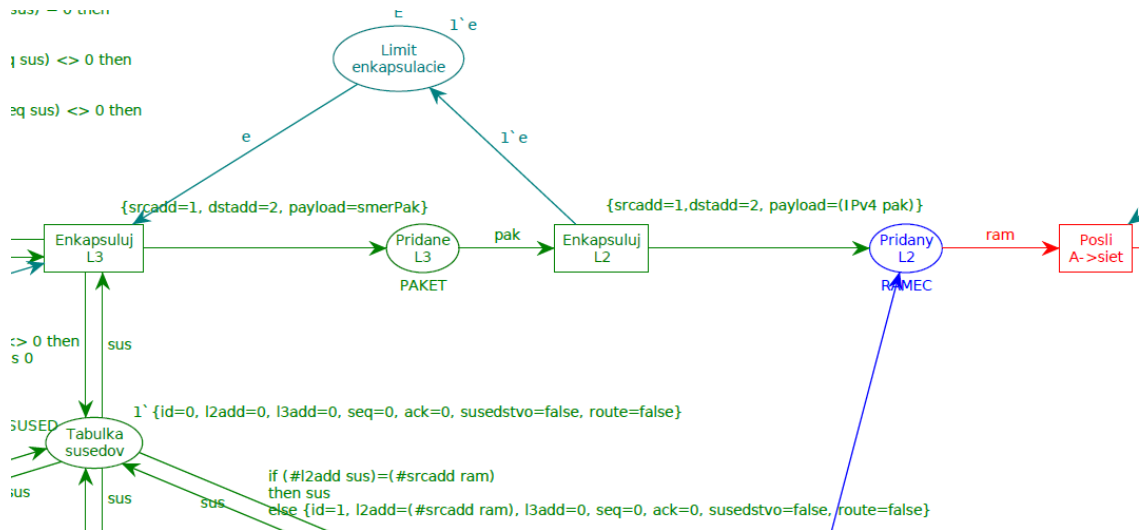 sus) = 0 then
E
1`e
Limit
enkapsulacie
q sus) <> 0 then
eq sus) <> 0 then
e
1`e
{srcadd=1, dstadd=2, payload=smerPak}
{srcadd=1,dstadd=2, payload=(IPv4 pak)}
Enkapsuluj
L3
Pridane
L3
pak
Enkapsuluj
L2
Pridany
L2
ram
Posli
A->siet
PAKET
RAMEC
<> 0 then
s 0
sus
1`{id=0, l2add=0, l3add=0, seq=0, ack=0, susedstvo=false, route=false}
SUSED
Tabulka
susedov
if (#l2add sus)=(#srcadd ram)
then sus
else {id=1, l2add=(#srcadd ram), l3add=0, seq=0, ack=0, susedstvo=false, route=false}
sus
sus
sus